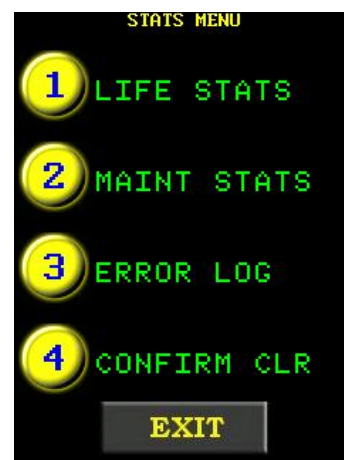 STATS MENU
1 LIFE STATS
2 MAINT STATS
3 ERROR LOG
4 CONFIRM CLR
EXIT